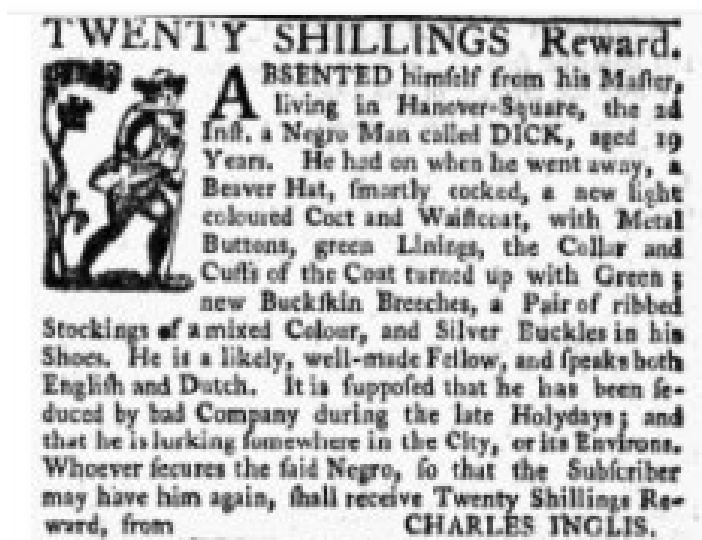 TWENTY SHILLINGS Reward.
ABSENTED himſelf from his Maſter,
living in Hanover-Square, the 2d
Inſt. a Negro Man called DICK, aged 19
Years. He had on when he went away, a
Beaver Hat, ſmartly cocked, a new light
coloured Coat and Waiſtcoat, with Metal
Buttons, green Linings, the Collar and
Cuffs of the Coat turned up with Green;
new Buckſkin Breeches, a Pair of ribbed
Stockings of a mixed Colour, and Silver Buckles in his
Shoes. He is a likely, well-made Fellow, and ſpeaks both
Engliſh and Dutch. It is ſuppoſed that he has been ſe-
duced by bad Company during the late Holydays; and
that he is lurking ſomewhere in the City, or its Environs.
Whoever ſecures the ſaid Negro, ſo that the Subſcriber
may have him again, ſhall receive Twenty Shillings Re-
ward, from CHARLES INGLIS.